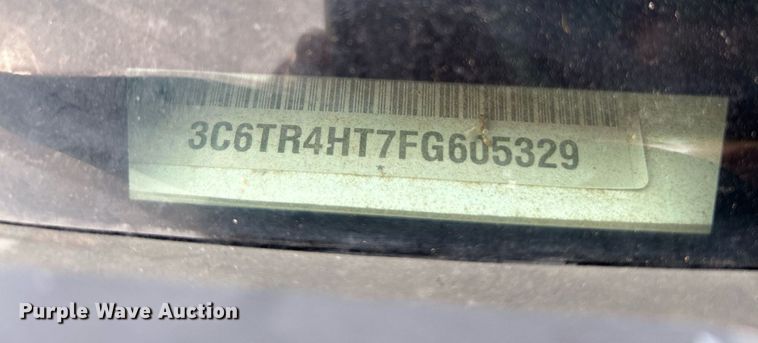 3C6TR4HT7FG605329
Purple Wave Auction